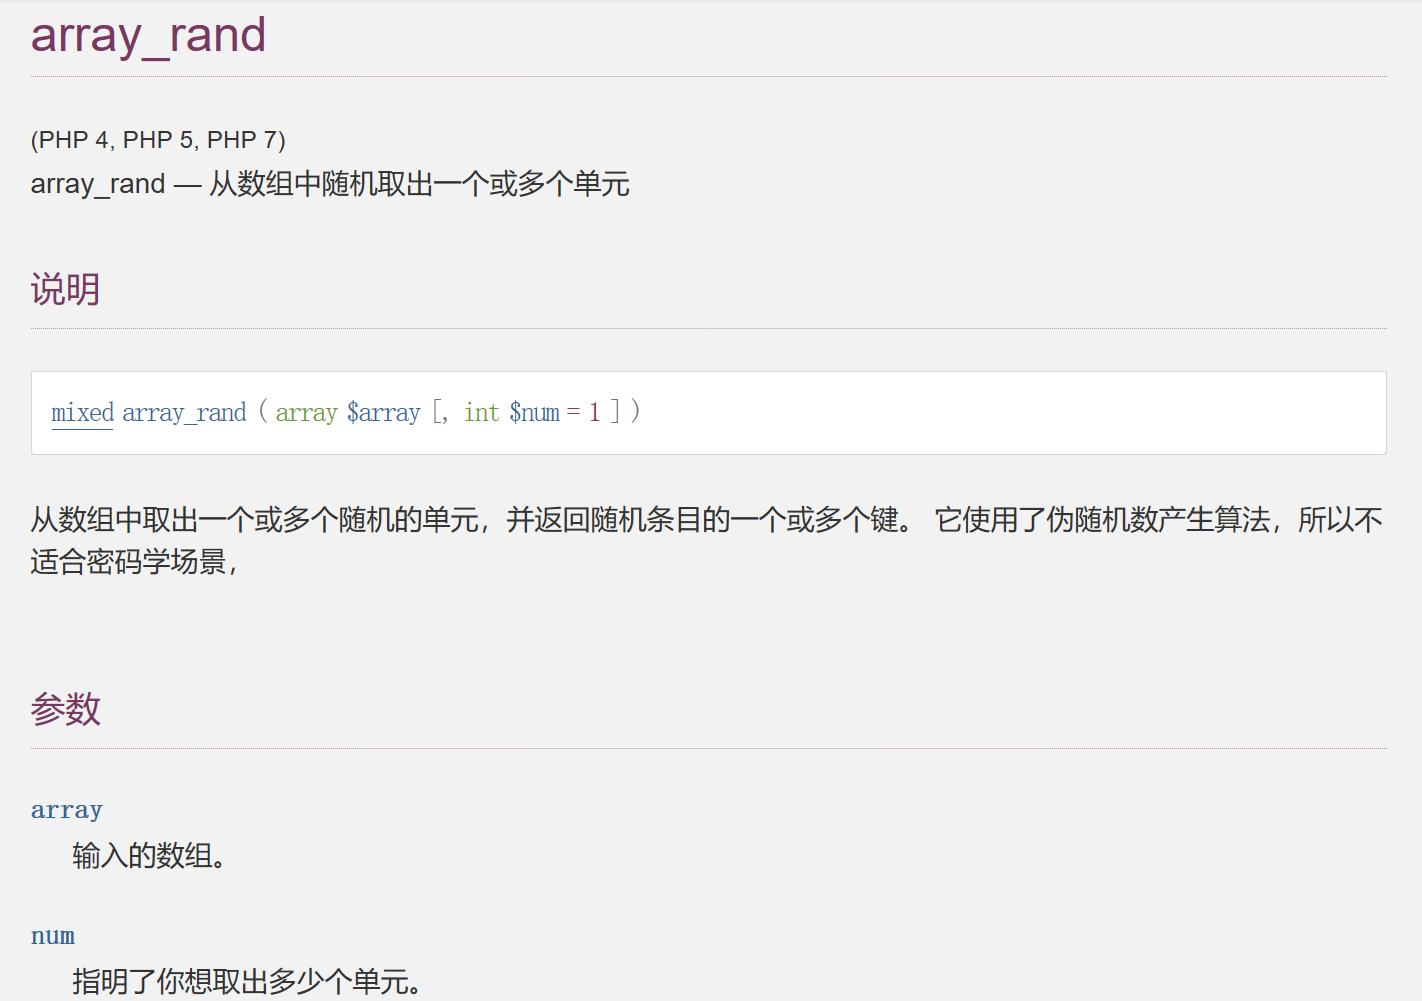 array_rand
(PHP 4, PHP 5, PHP 7)
array_rand — 从数组中随机取出一个或多个单元
说明
mixed array_rand ( array $array [, int $num = 1 ] )
从数组中取出一个或多个随机的单元，并返回随机条目的一个或多个键。 它使用了伪随机数产生算法，所以不
适合密码学场景，
参数
array
输入的数组。
num
指明了你想取出多少个单元。